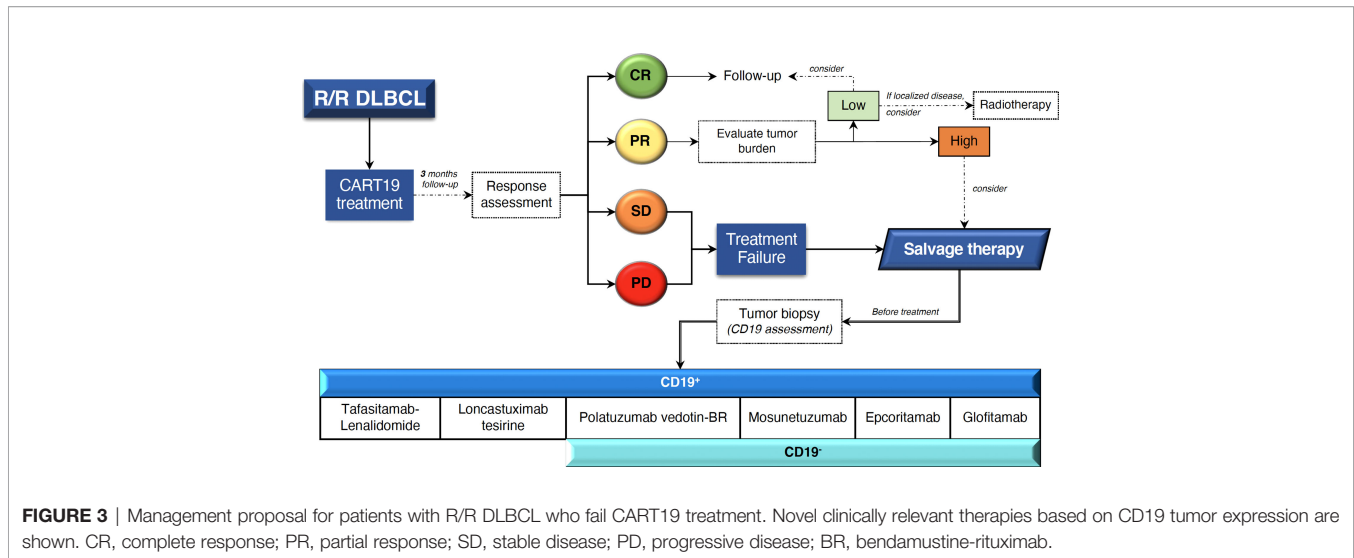 R/R DLBCL
CART19
treatment
3 months
follow-up
Response
assessment
CR
Follow-up
consider
Low
If localized disease,
consider
Radiotherapy
PR
Evaluate tumor
burden
High
consider
SD
PD
Treatment
Failure
Salvage therapy
Before treatment
Tumor biopsy
(CD19 assessment)
CD19+
Tafasitamab-
Lenalidomide
Loncastuximab
tesirine
Polatuzumab vedotin-BR
Mosunetuzumab
Epcoritamab
Glofitamab
CD19-
FIGURE 3 | Management proposal for patients with R/R DLBCL who fail CART19 treatment. Novel clinically relevant therapies based on CD19 tumor expression are
shown. CR, complete response; PR, partial response; SD, stable disease; PD, progressive disease; BR, bendamustine-rituximab.